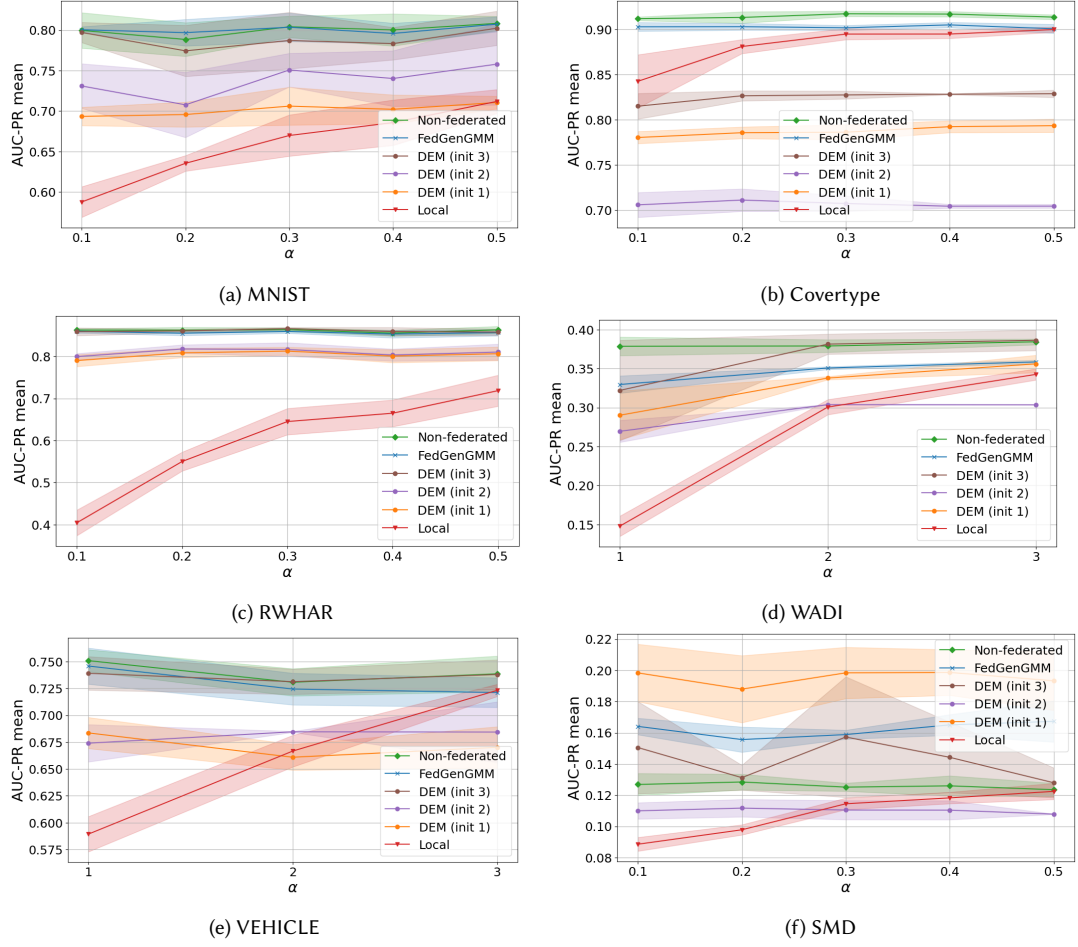 AUC-PR mean
0.80
0.75
0.70
0.65
0.60
Non-federated
FedGenGMM
DEM (init 3)
DEM (init 2)
DEM (init 1)
Local
0.1 0.2 0.3 0.4 0.5
α
(a) MNIST
AUC-PR mean
0.90
0.85
0.80
0.75
0.70
Non-federated
FedGenGMM
DEM (init 3)
DEM (init 2)
DEM (init 1)
Local
0.1 0.2 0.3 0.4 0.5
α
(b) Covertype
AUC-PR mean
0.8
0.7
0.6
0.5
0.4
Non-federated
FedGenGMM
DEM (init 3)
DEM (init 2)
DEM (init 1)
Local
0.1 0.2 0.3 0.4 0.5
α
(c) RWHAR
AUC-PR mean
0.40
0.35
0.30
0.25
0.20
0.15
Non-federated
FedGenGMM
DEM (init 3)
DEM (init 2)
DEM (init 1)
Local
1 2 3
α
(d) WADI
AUC-PR mean
0.750
0.725
0.700
0.675
0.650
0.625
0.600
0.575
Non-federated
FedGenGMM
DEM (init 3)
DEM (init 2)
DEM (init 1)
Local
1 2 3
α
(e) VEHICLE
AUC-PR mean
0.22
0.20
0.18
0.16
0.14
0.12
0.10
0.08
Non-federated
FedGenGMM
DEM (init 3)
DEM (init 2)
DEM (init 1)
Local
0.1 0.2 0.3 0.4 0.5
α
(f) SMD